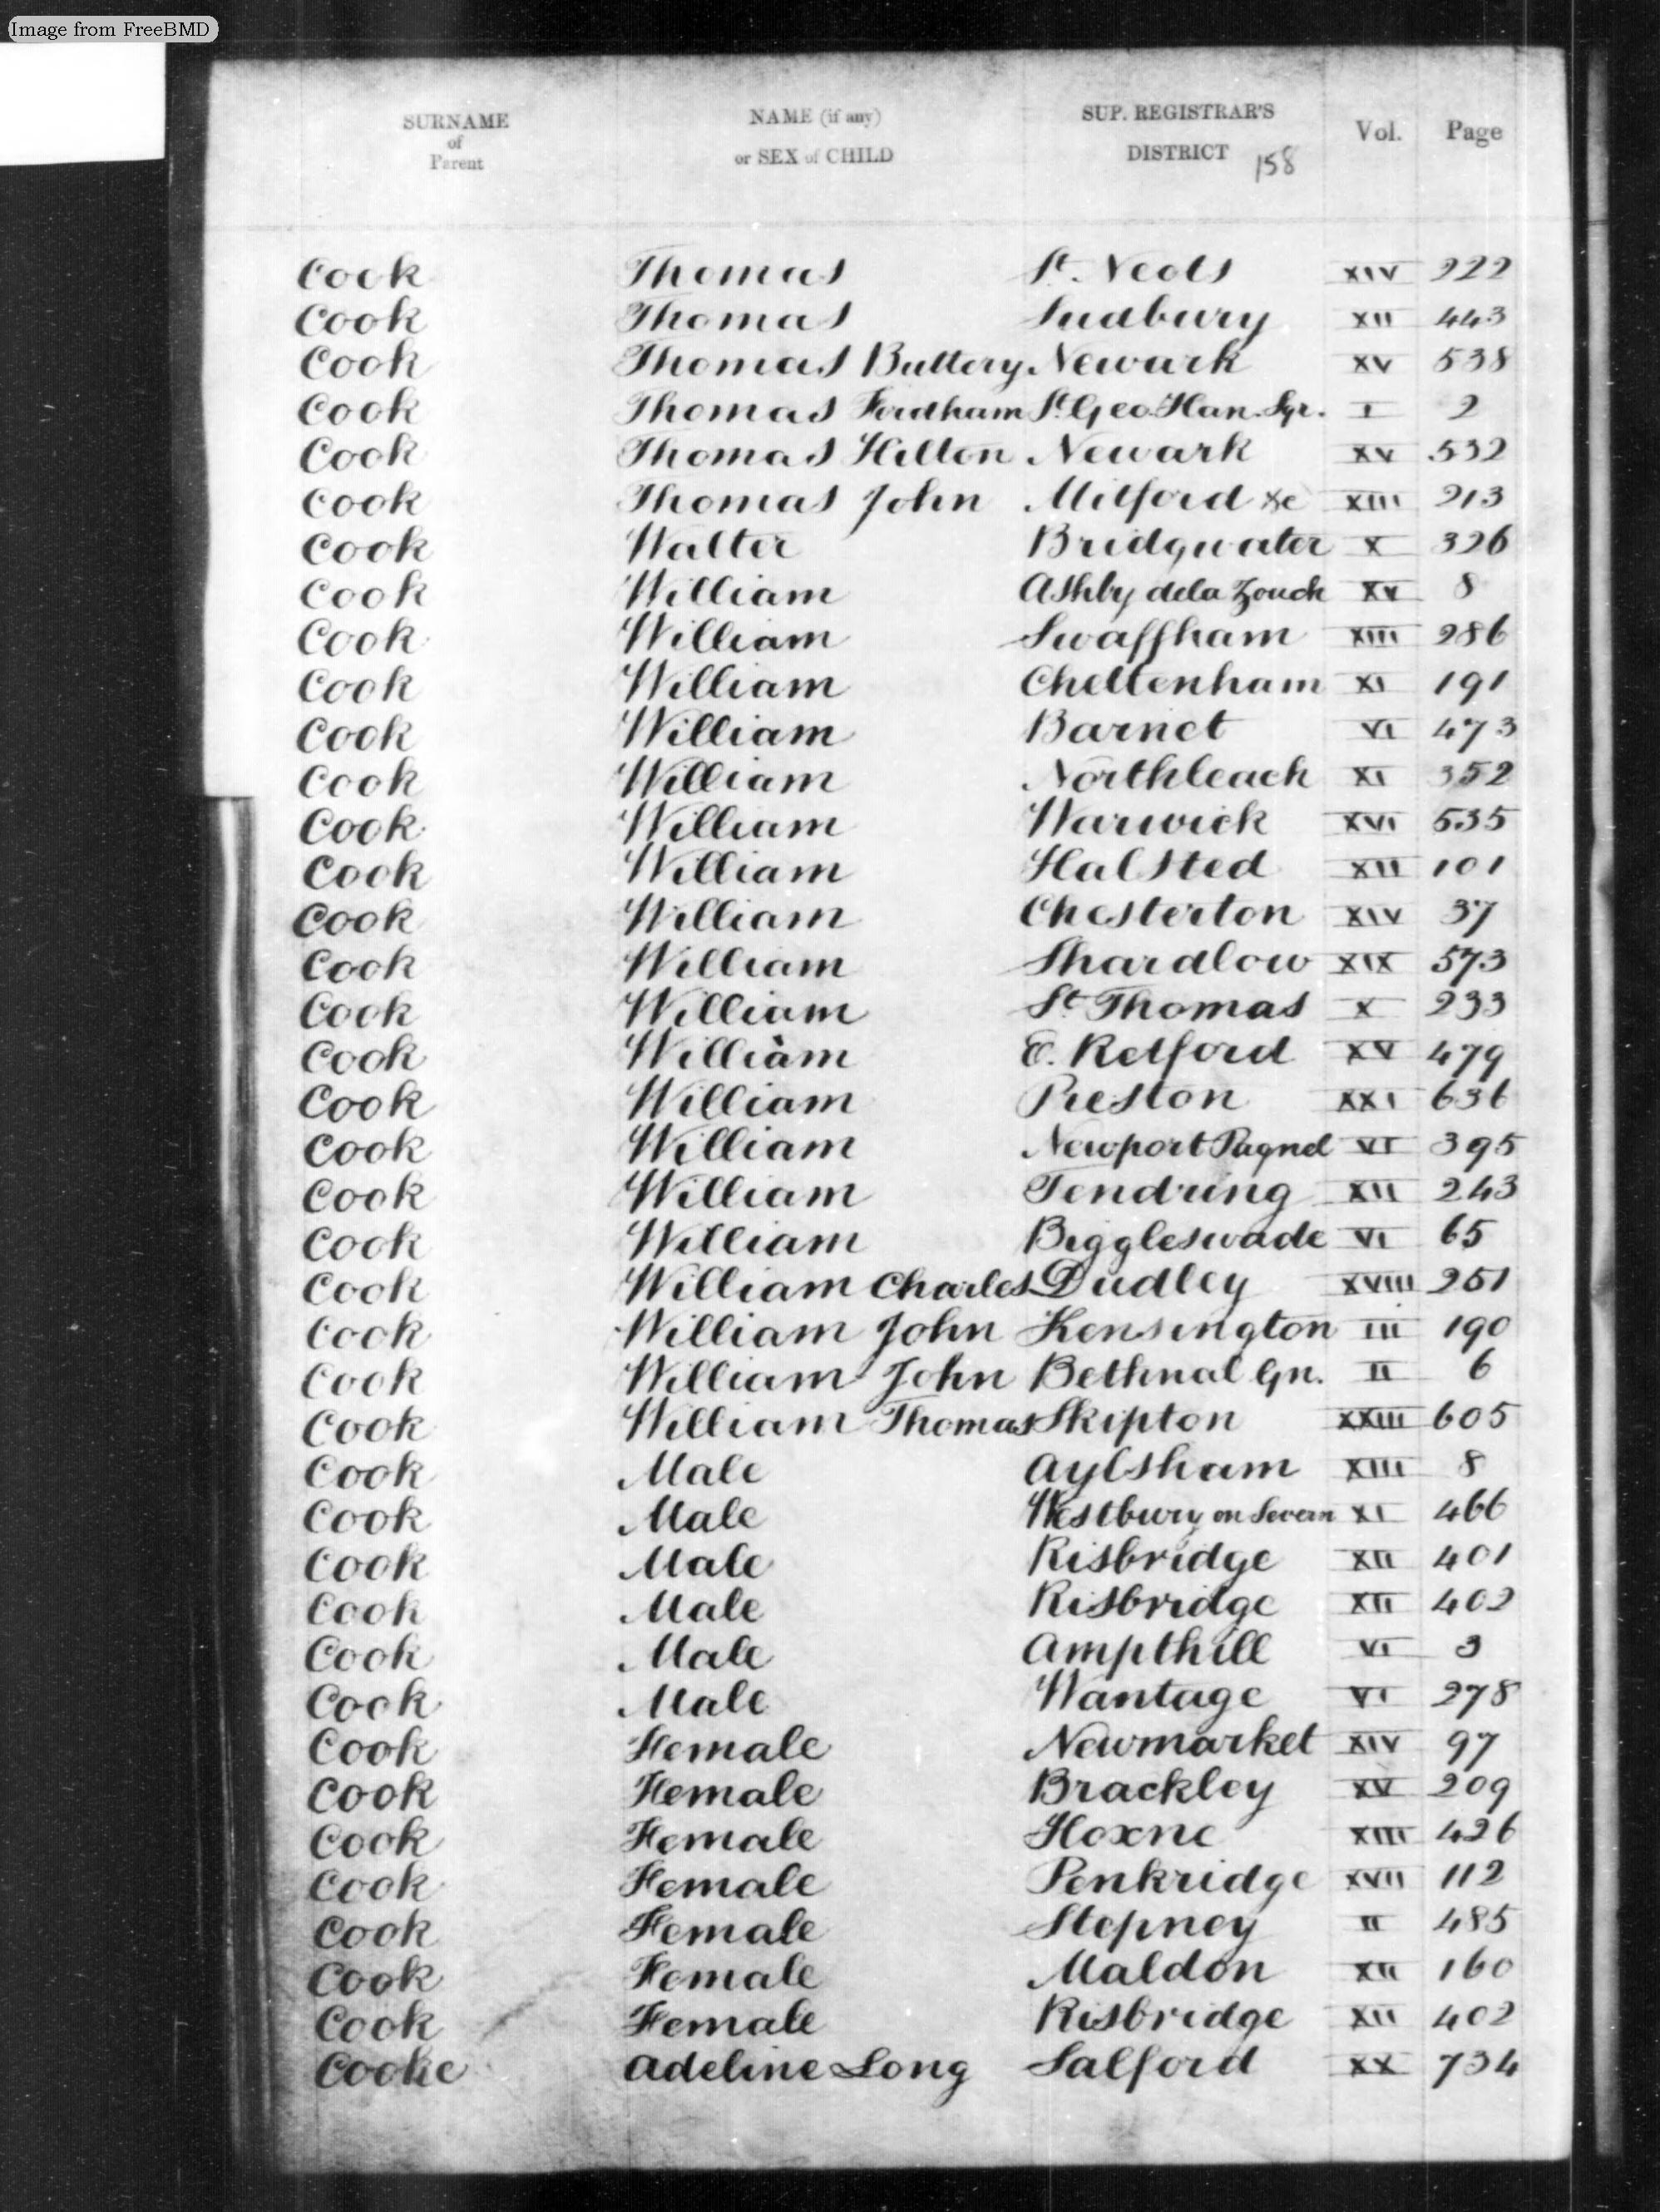 Image from FreeBMD
SURNAME of Parent NAME (if any) or SEX of CHILD SUP. REGISTRAR'S DISTRICT Vol. Page
158
Cook Thomas St. Neots XIV 222
Cook Thomas Sudbury XII 443
Cook Thomas Buttery Newark XV 538
Cook Thomas Fordham St. Geo. Han. Sqr. I 2
Cook Thomas Hilton Newark XV 532
Cook Thomas John Mitford &c XIII 213
Cook Walter Bridgwater X 326
Cook William Ashby de la Zouch XV 8
Cook William Swaffham XIII 286
Cook William Cheltenham XI 191
Cook William Barnet VI 473
Cook William Northleach XI 352
Cook William Warwick XVI 535
Cook William Halsted XII 101
Cook William Chesterton XIV 37
Cook William Shardlow XIX 573
Cook William St. Thomas X 233
Cook William E. Retford XV 479
Cook William Preston XXI 636
Cook William Newport Pagnel VI 395
Cook William Tendring XII 243
Cook William Biggleswade VI 65
Cook William Charles Dudley XVIII 251
Cook William John Kensington III 190
Cook William John Bethnal Gn. II 6
Cook William Thomas Skipton XXIII 605
Cook Male Aylsham XIII 8
Cook Male Westbury on Severn XI 466
Cook Male Risbridge XII 401
Cook Male Risbridge XII 402
Cook Male Ampthill VI 3
Cook Male Wantage VI 278
Cook Female Newmarket XIV 97
Cook Female Brackley XV 209
Cook Female Hoxne XIII 426
Cook Female Penkridge XVII 112
Cook Female Stepney II 485
Cook Female Maldon XII 160
Cook Female Risbridge XII 402
Cooke Adeline Long Salford XX 734